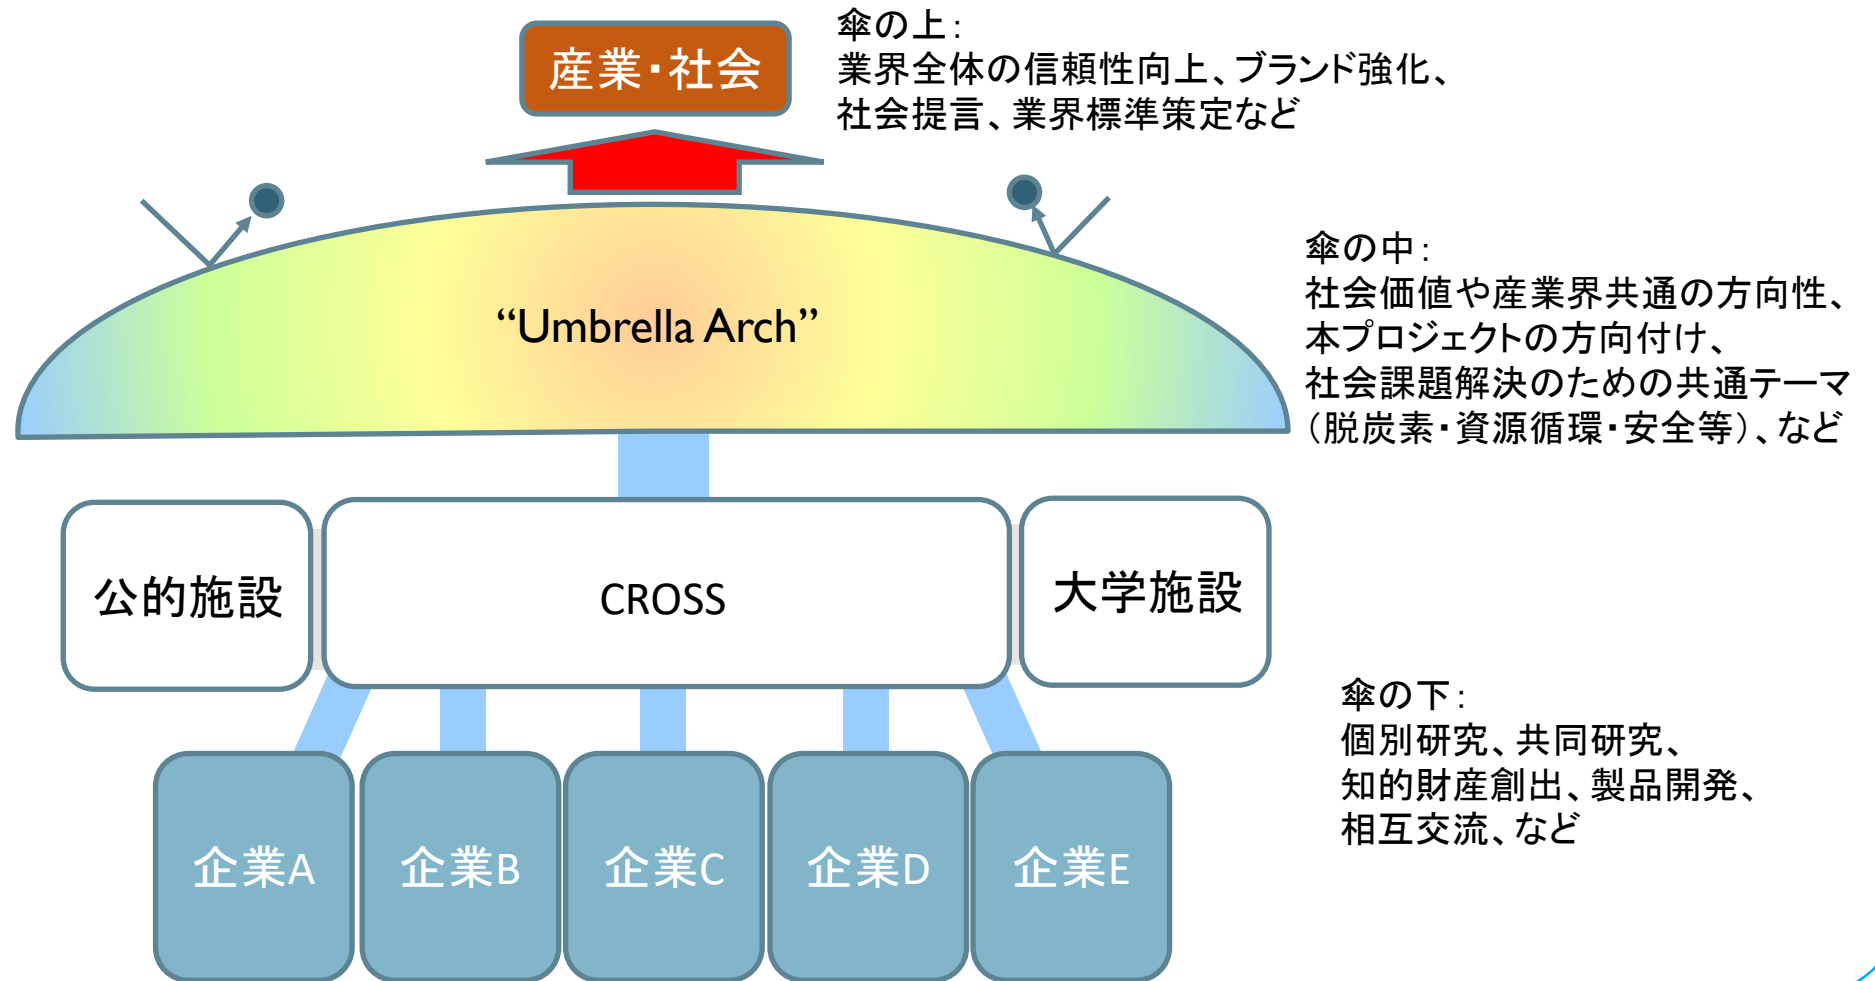 産業・社会
傘の上：
業界全体の信頼性向上、ブランド強化、
社会提言、業界標準策定など
“Umbrella Arch”
傘の中：
社会価値や産業界共通の方向性、
本プロジェクトの方向付け、
社会課題解決のための共通テーマ
（脱炭素・資源循環・安全等）、など
公的施設
CROSS
大学施設
傘の下：
個別研究、共同研究、
知的財産創出、製品開発、
相互交流、など
企業A
企業B
企業C
企業D
企業E